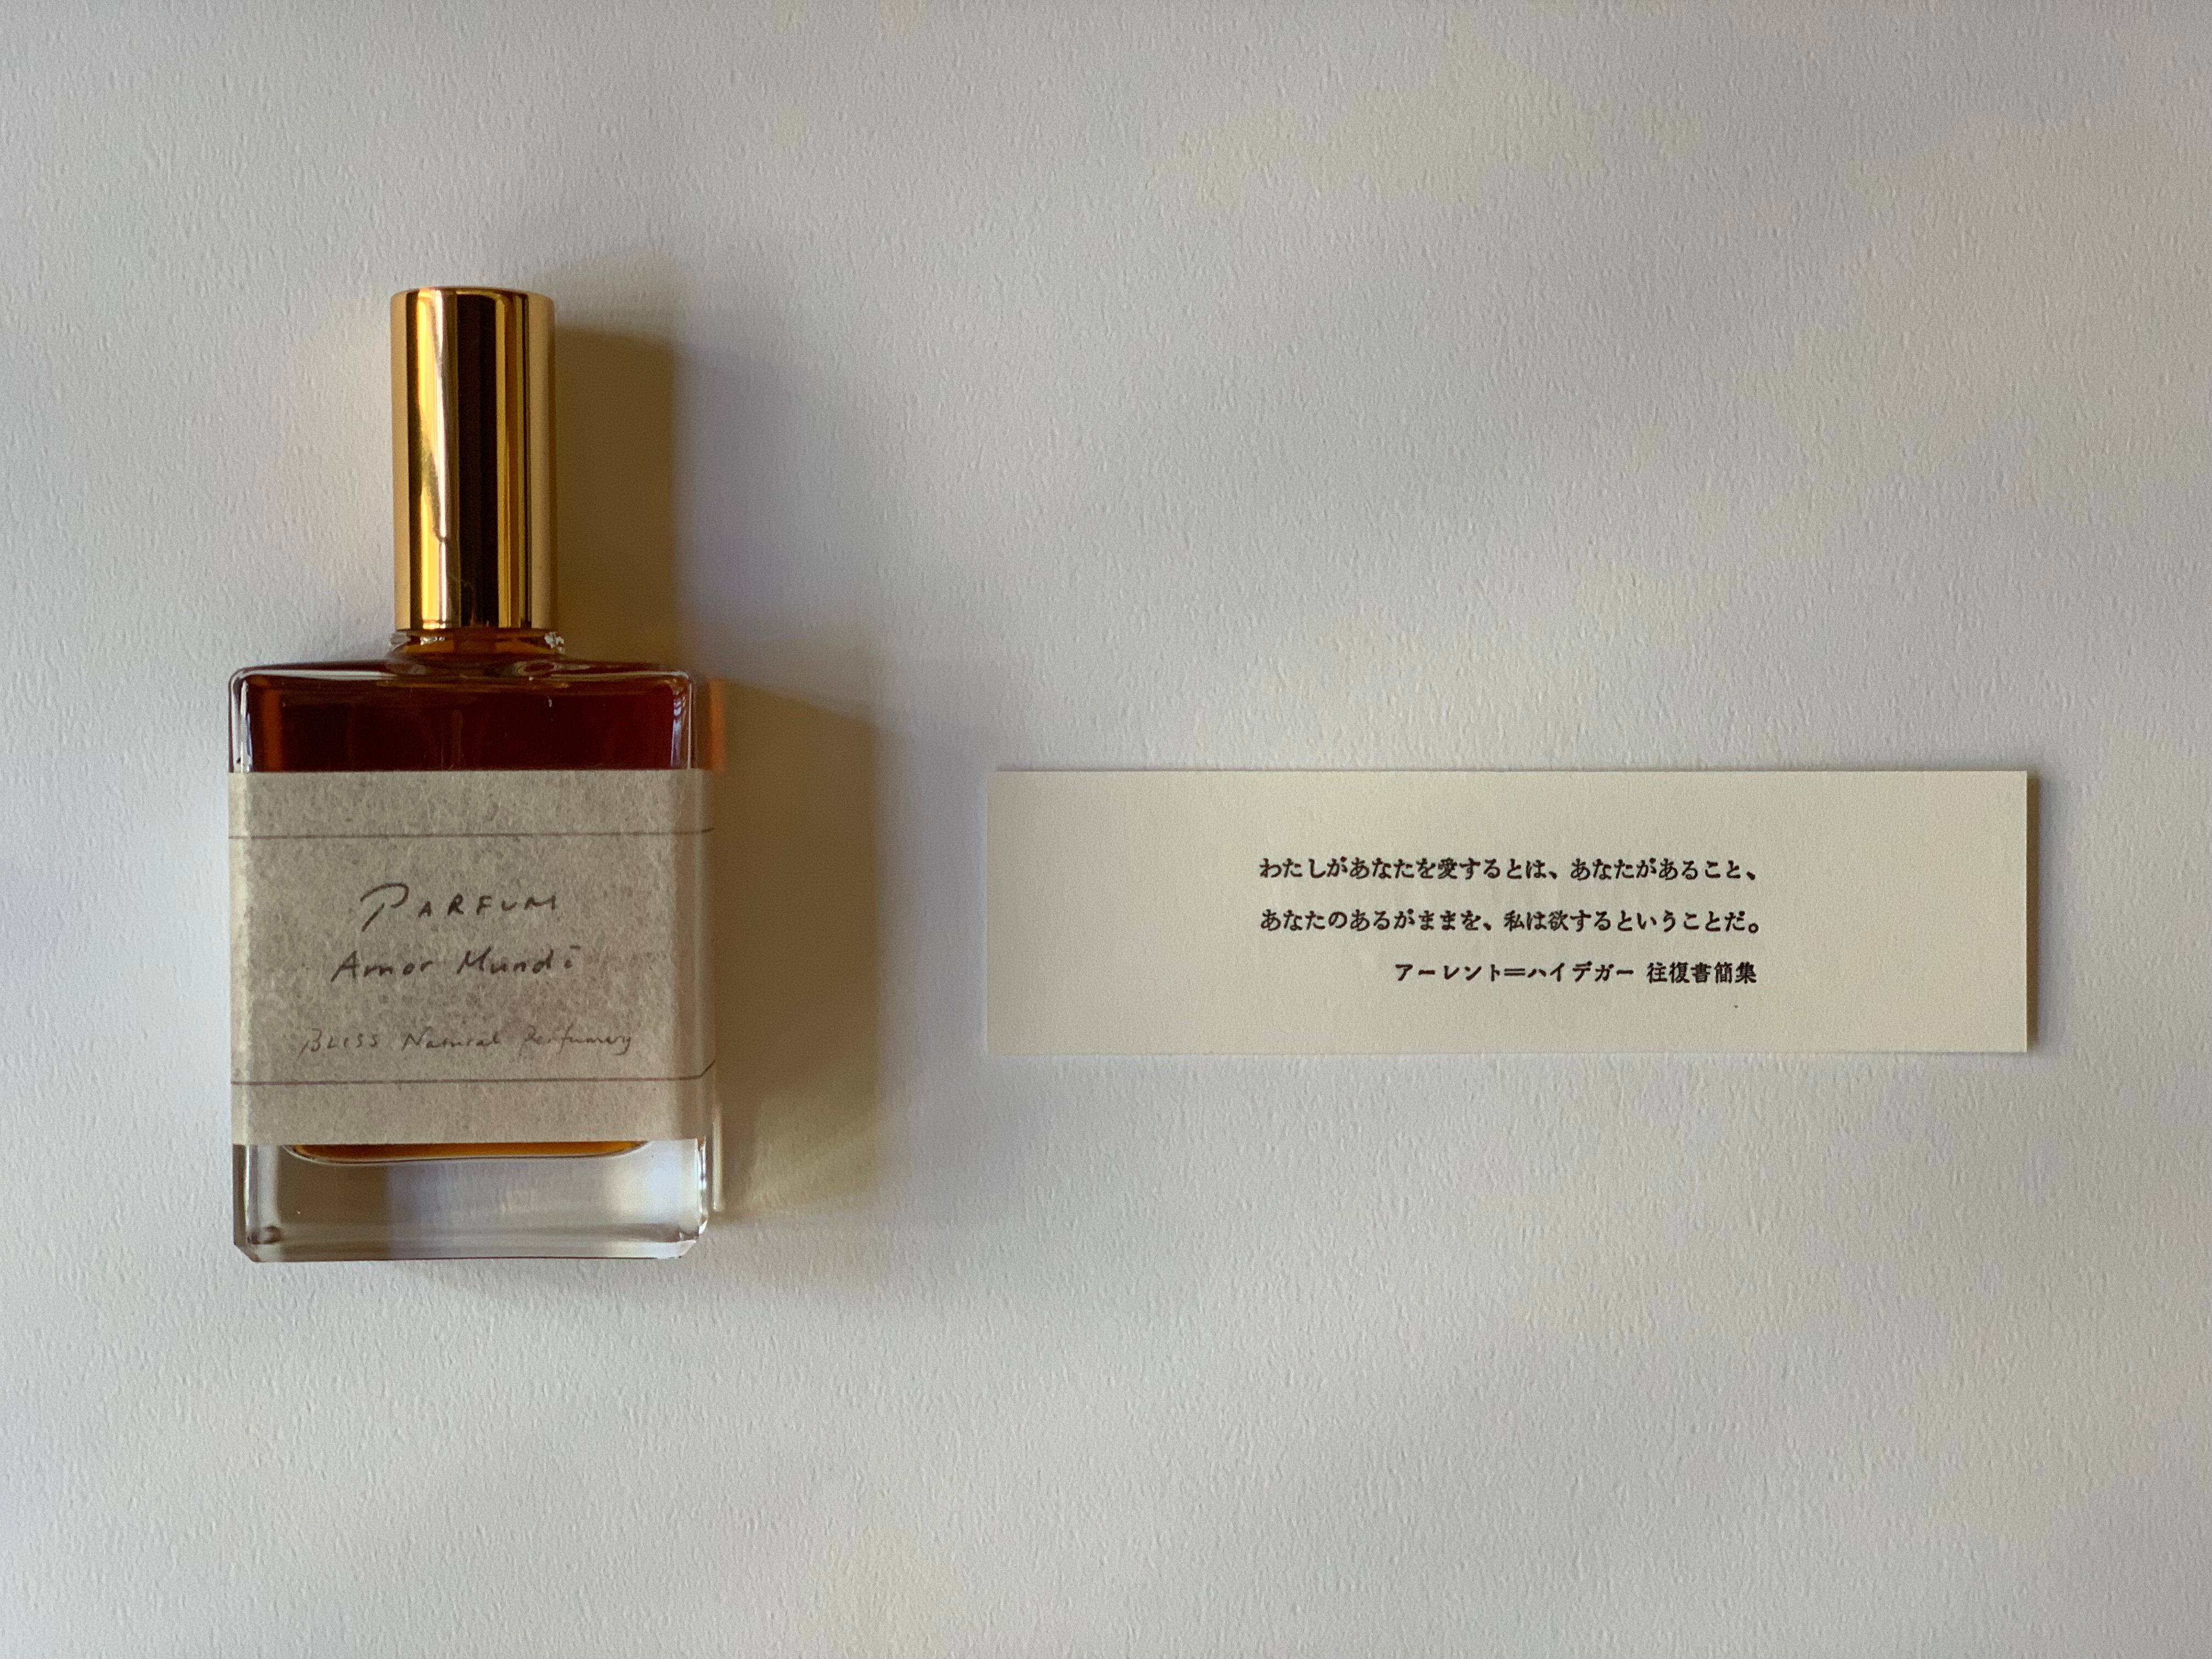 PARFUM
Amor Mundi
BLISS Natural Perfumery
わたしがあなたを愛するとは、あなたがあること、
あなたのあるがままを、私は欲するということだ。
アーレント=ハイデガー 往復書簡集